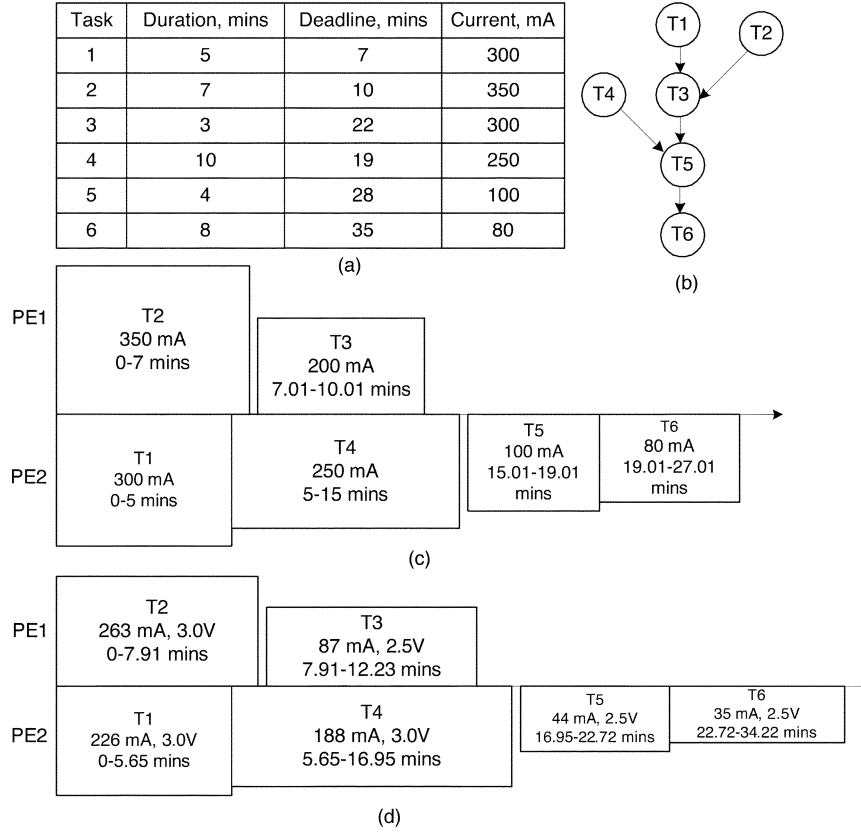 Task Duration, mins Deadline, mins Current, mA
1 5 7 300
2 7 10 350
3 3 22 300
4 10 19 250
5 4 28 100
6 8 35 80
(a)
T1
T2
T4
T3
T5
T6
(b)
PE1
T2
350 mA
0-7 mins
T3
200 mA
7.01-10.01 mins
PE2
T1
300 mA
0-5 mins
T4
250 mA
5-15 mins
T5
100 mA
15.01-19.01
mins
T6
80 mA
19.01-27.01
mins
(c)
PE1
T2
263 mA, 3.0V
0-7.91 mins
T3
87 mA, 2.5V
7.91-12.23 mins
PE2
T1
226 mA, 3.0V
0-5.65 mins
T4
188 mA, 3.0V
5.65-16.95 mins
T5
44 mA, 2.5V
16.95-22.72 mins
T6
35 mA, 2.5V
22.72-34.22 mins
(d)